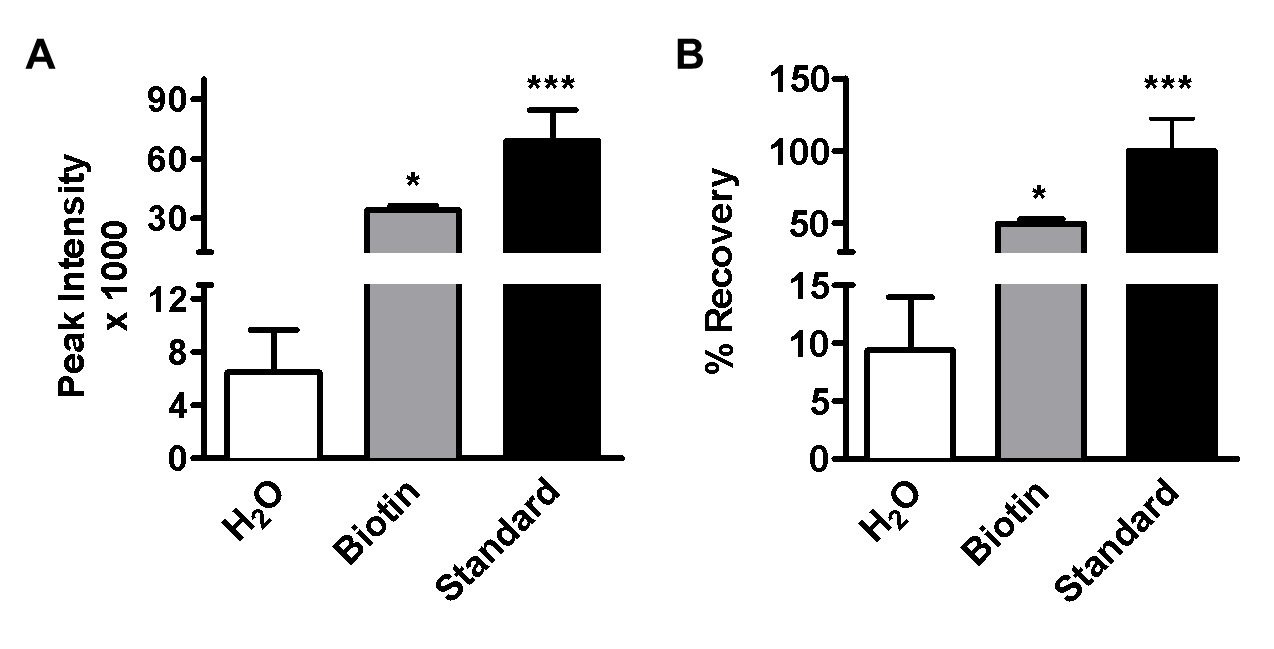 A
Peak Intensity
x 1000
90
60
30
12
8
4
0
*
***
H₂O
Biotin
Standard
B
% Recovery
150
100
50
15
10
5
0
*
***
H₂O
Biotin
Standard